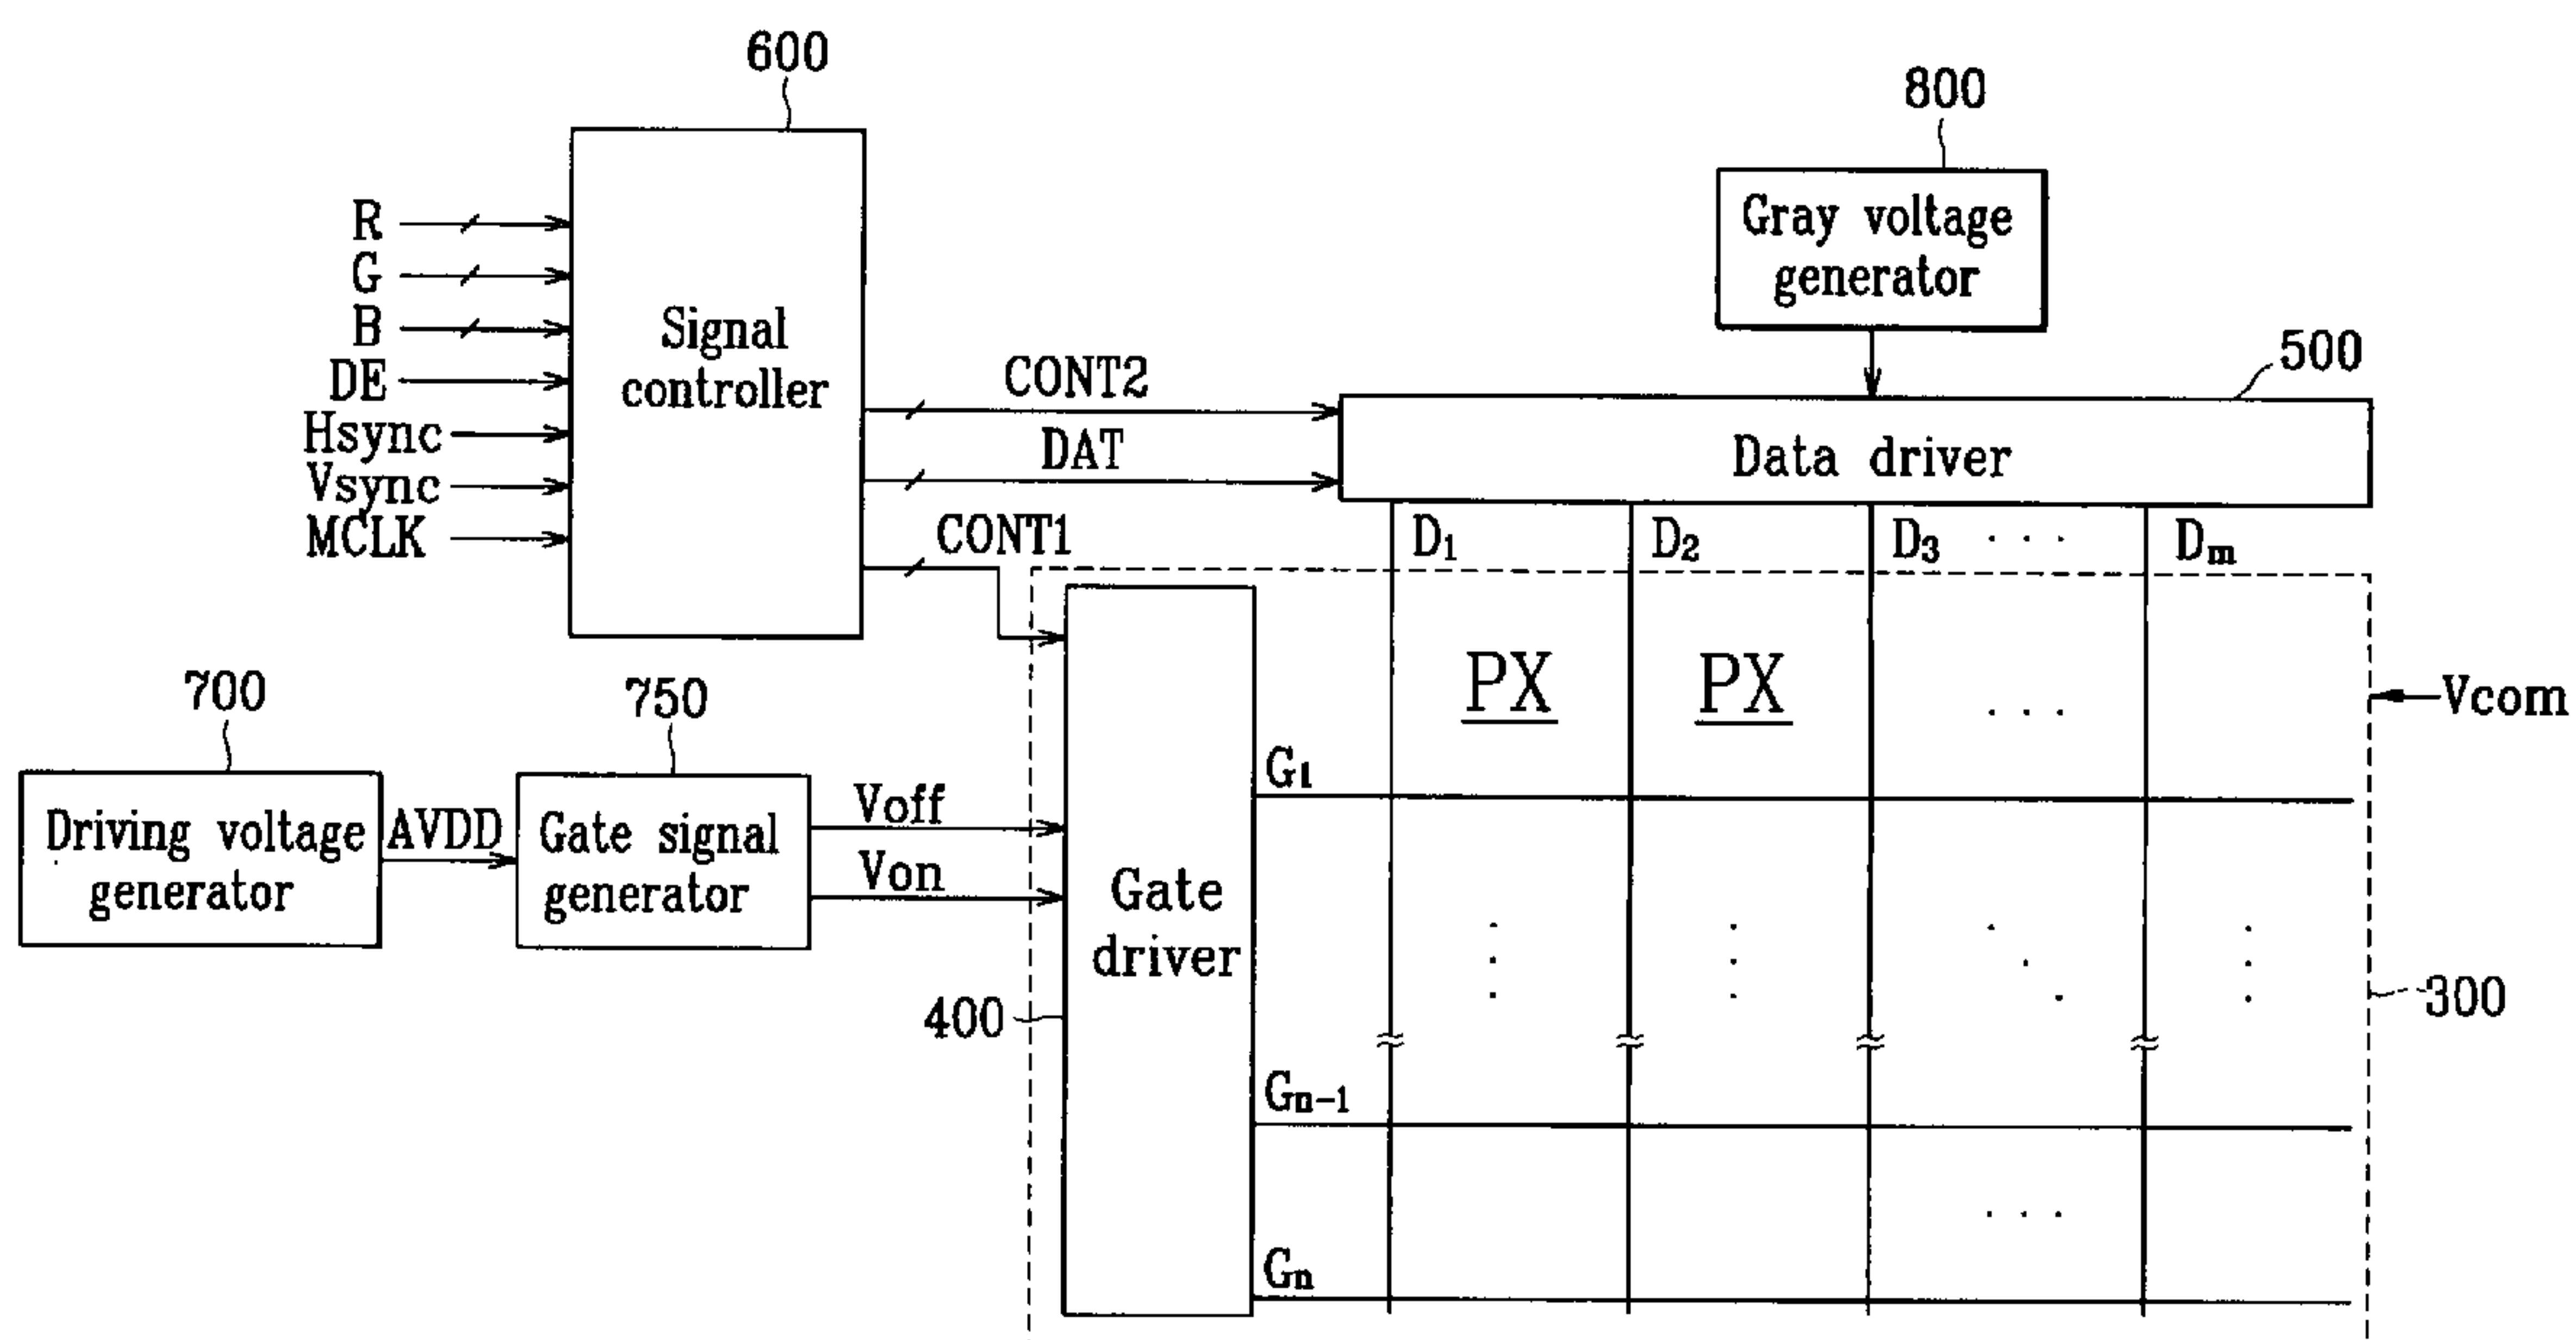 600
800
R
G
B
DE
Hsync
Vsync
MCLK
Signal
controller
Gray voltage
generator
500
CONT2
DAT
CONT1
Data driver
D1 D2 D3 . . . Dm
PX PX . . .
Vcom
700
750
Driving voltage
generator
AVDD
Gate signal
generator
Voff
Von
Gate
driver
400
G1
Gn-1
Gn
300